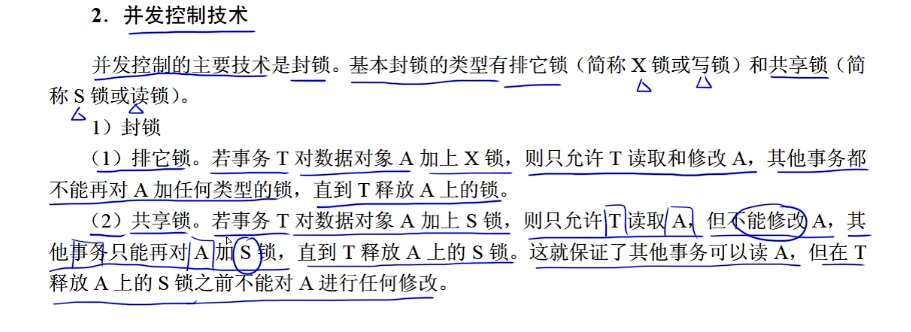 2．并发控制技术
并发控制的主要技术是封锁。基本封锁的类型有排它锁（简称 X 锁或写锁）和共享锁（简
称 S 锁或读锁）。
1）封锁
（1）排它锁。若事务 T 对数据对象 A 加上 X 锁，则只允许 T 读取和修改 A，其他事务都
不能再对 A 加任何类型的锁，直到 T 释放 A 上的锁。
（2）共享锁。若事务 T 对数据对象 A 加上 S 锁，则只允许 T 读取 A，但不能修改 A，其
他事务只能再对 A 加 S 锁，直到 T 释放 A 上的 S 锁。这就保证了其他事务可以读 A，但在 T
释放 A 上的 S 锁之前不能对 A 进行任何修改。